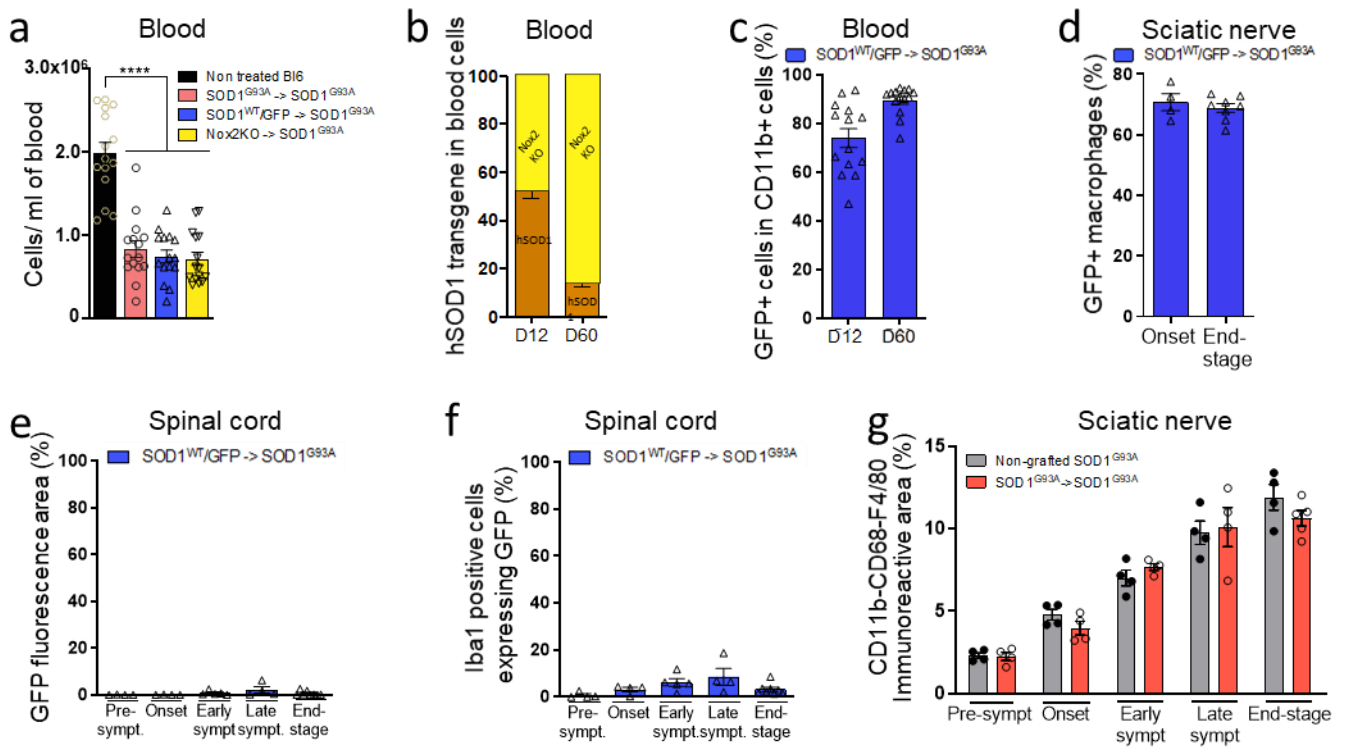 a
Blood
Cells/ ml of blood
3.0x10⁶
2.0
1.0
0
****
Non treated Bl6
SOD1ᴳ⁹³ᴬ -> SOD1ᴳ⁹³ᴬ
SOD1ᵂᵀ/GFP -> SOD1ᴳ⁹³ᴬ
Nox2KO -> SOD1ᴳ⁹³ᴬ
b
Blood
hSOD1 transgene in blood cells
100
80
60
40
20
0
Nox2
KO
hSOD1
Nox2
KO
hSOD
D12
D60
c
Blood
SOD1ᵂᵀ/GFP -> SOD1ᴳ⁹³ᴬ
GFP+ cells in CD11b+ cells (%)
100
80
60
40
20
0
D12
D60
d
Sciatic nerve
SOD1ᵂᵀ/GFP -> SOD1ᴳ⁹³ᴬ
GFP+ macrophages (%)
80
60
40
20
0
Onset
End-
stage
e
Spinal cord
SOD1ᵂᵀ/GFP -> SOD1ᴳ⁹³ᴬ
GFP fluorescence area (%)
100
80
60
40
20
0
Pre-
sympt.
Onset
Early
sympt
Late
sympt.
End-
stage
f
Spinal cord
SOD1ᵂᵀ/GFP -> SOD1ᴳ⁹³ᴬ
Iba1 positive cells
expressing GFP (%)
100
80
60
40
20
0
Pre-
sympt.
Onset
Early
sympt.
Late
sympt.
End-
stage
g
Sciatic nerve
Non-grafted SOD1ᴳ⁹³ᴬ
SOD1ᴳ⁹³ᴬ->SOD1ᴳ⁹³ᴬ
CD11b-CD68-F4/80
Immunoreactive area (%)
15
10
5
0
Pre-sympt
Onset
Early
sympt
Late
sympt
End-stage